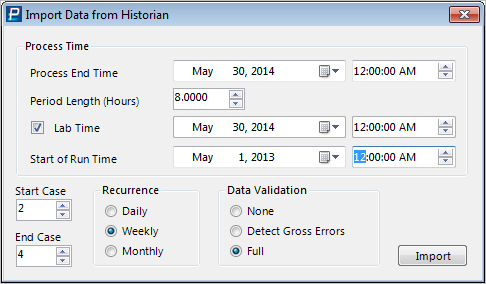 Import Data from Historian
Process Time
Process End Time May 30, 2014 12:00:00 AM
Period Length (Hours) 8.0000
Lab Time May 30, 2014 12:00:00 AM
Start of Run Time May 1, 2013 12:00:00 AM
Start Case
2
End Case
4
Recurrence
Daily
Weekly
Monthly
Data Validation
None
Detect Gross Errors
Full
Import